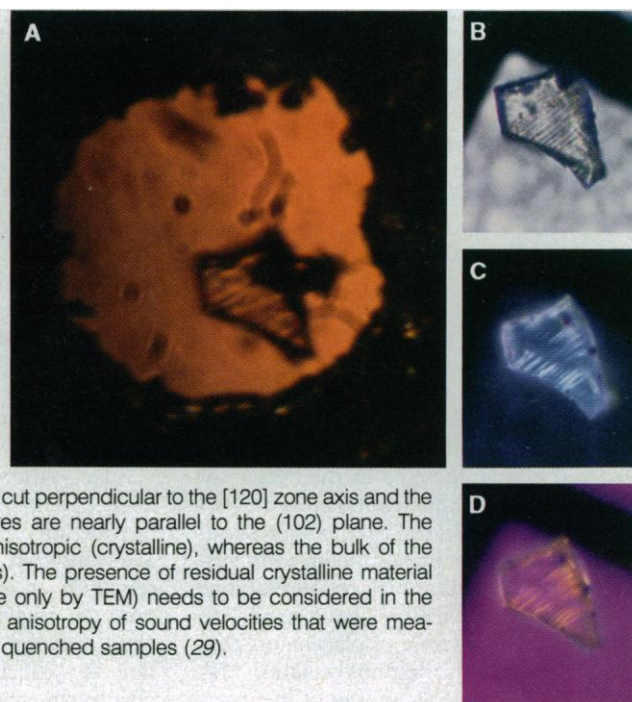 A
B
C
D
cut perpendicular to the [120] zone axis and the
res are nearly parallel to the (102) plane. The
nisotropic (crystalline), whereas the bulk of the
s). The presence of residual crystalline material
e only by TEM) needs to be considered in the
anisotropy of sound velocities that were mea-
quenched samples (29).